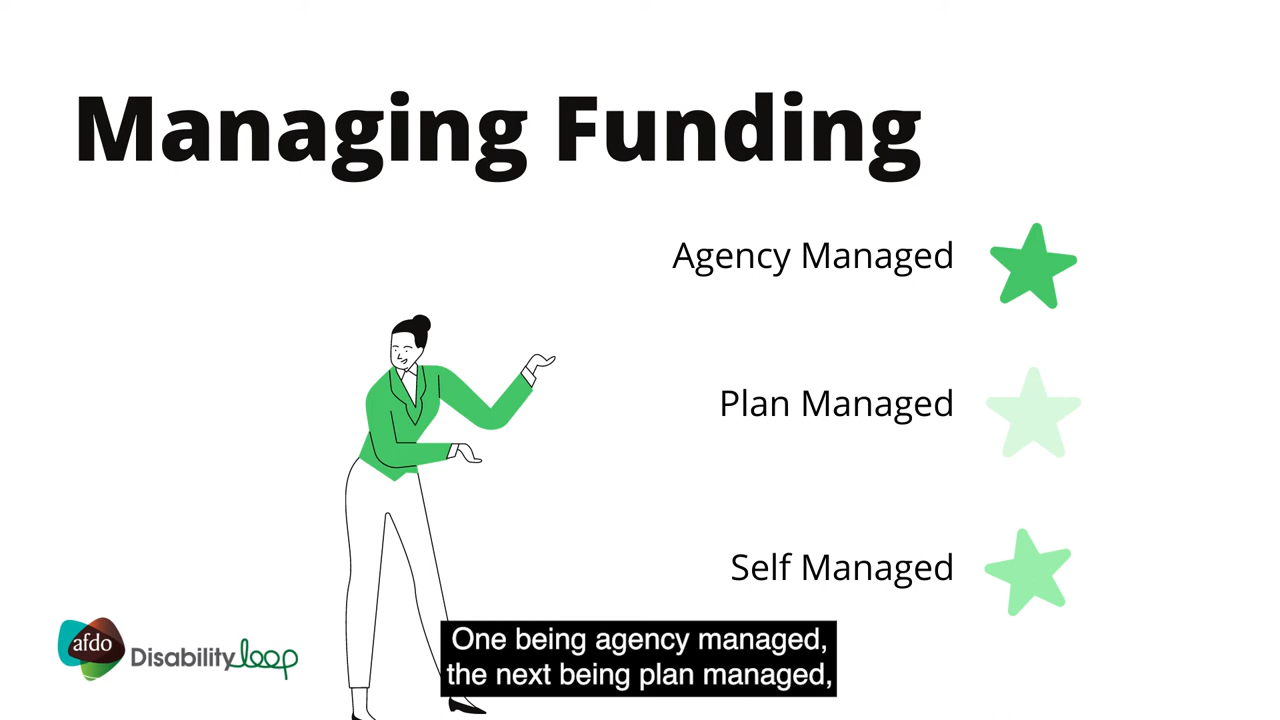 Managing Funding
Agency Managed
Plan Managed
Self Managed
afdo
Disability loop
One being agency managed,
the next being plan managed,